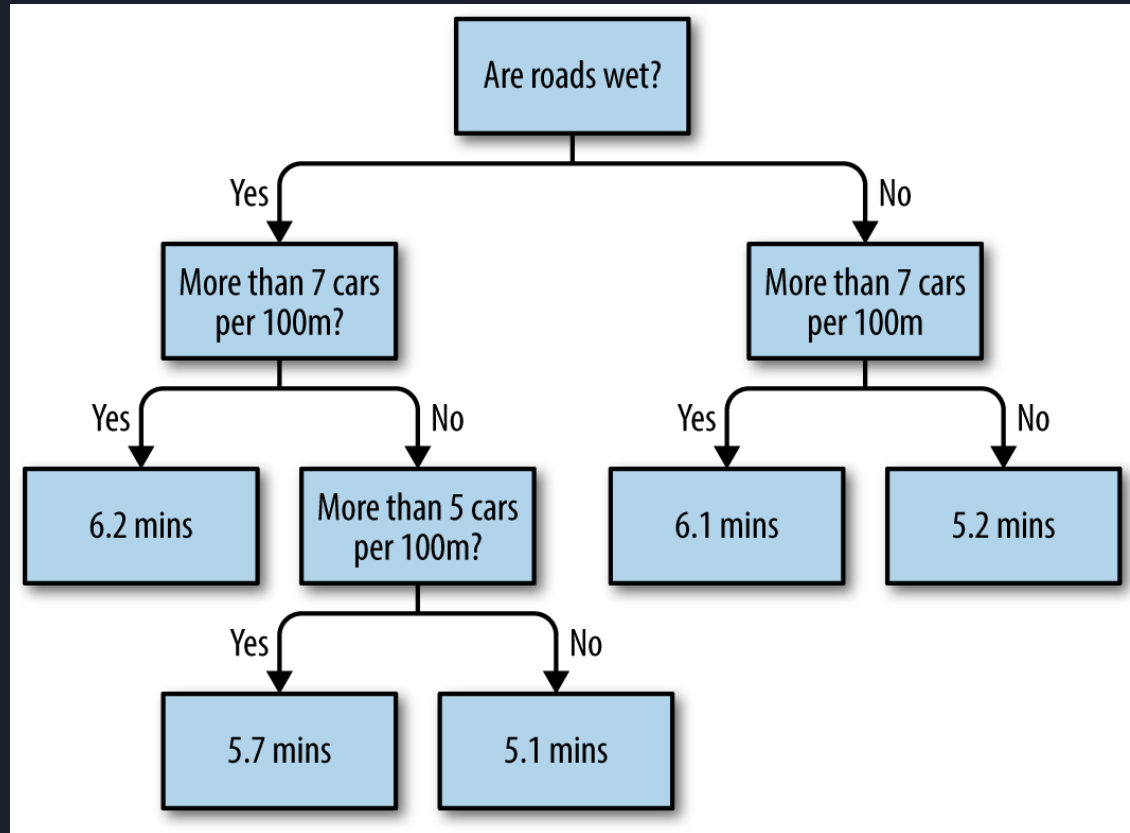 Are roads wet?
Yes
No
More than 7 cars
per 100m?
More than 7 cars
per 100m
Yes
No
Yes
No
6.2 mins
More than 5 cars
per 100m?
6.1 mins
5.2 mins
Yes
No
5.7 mins
5.1 mins